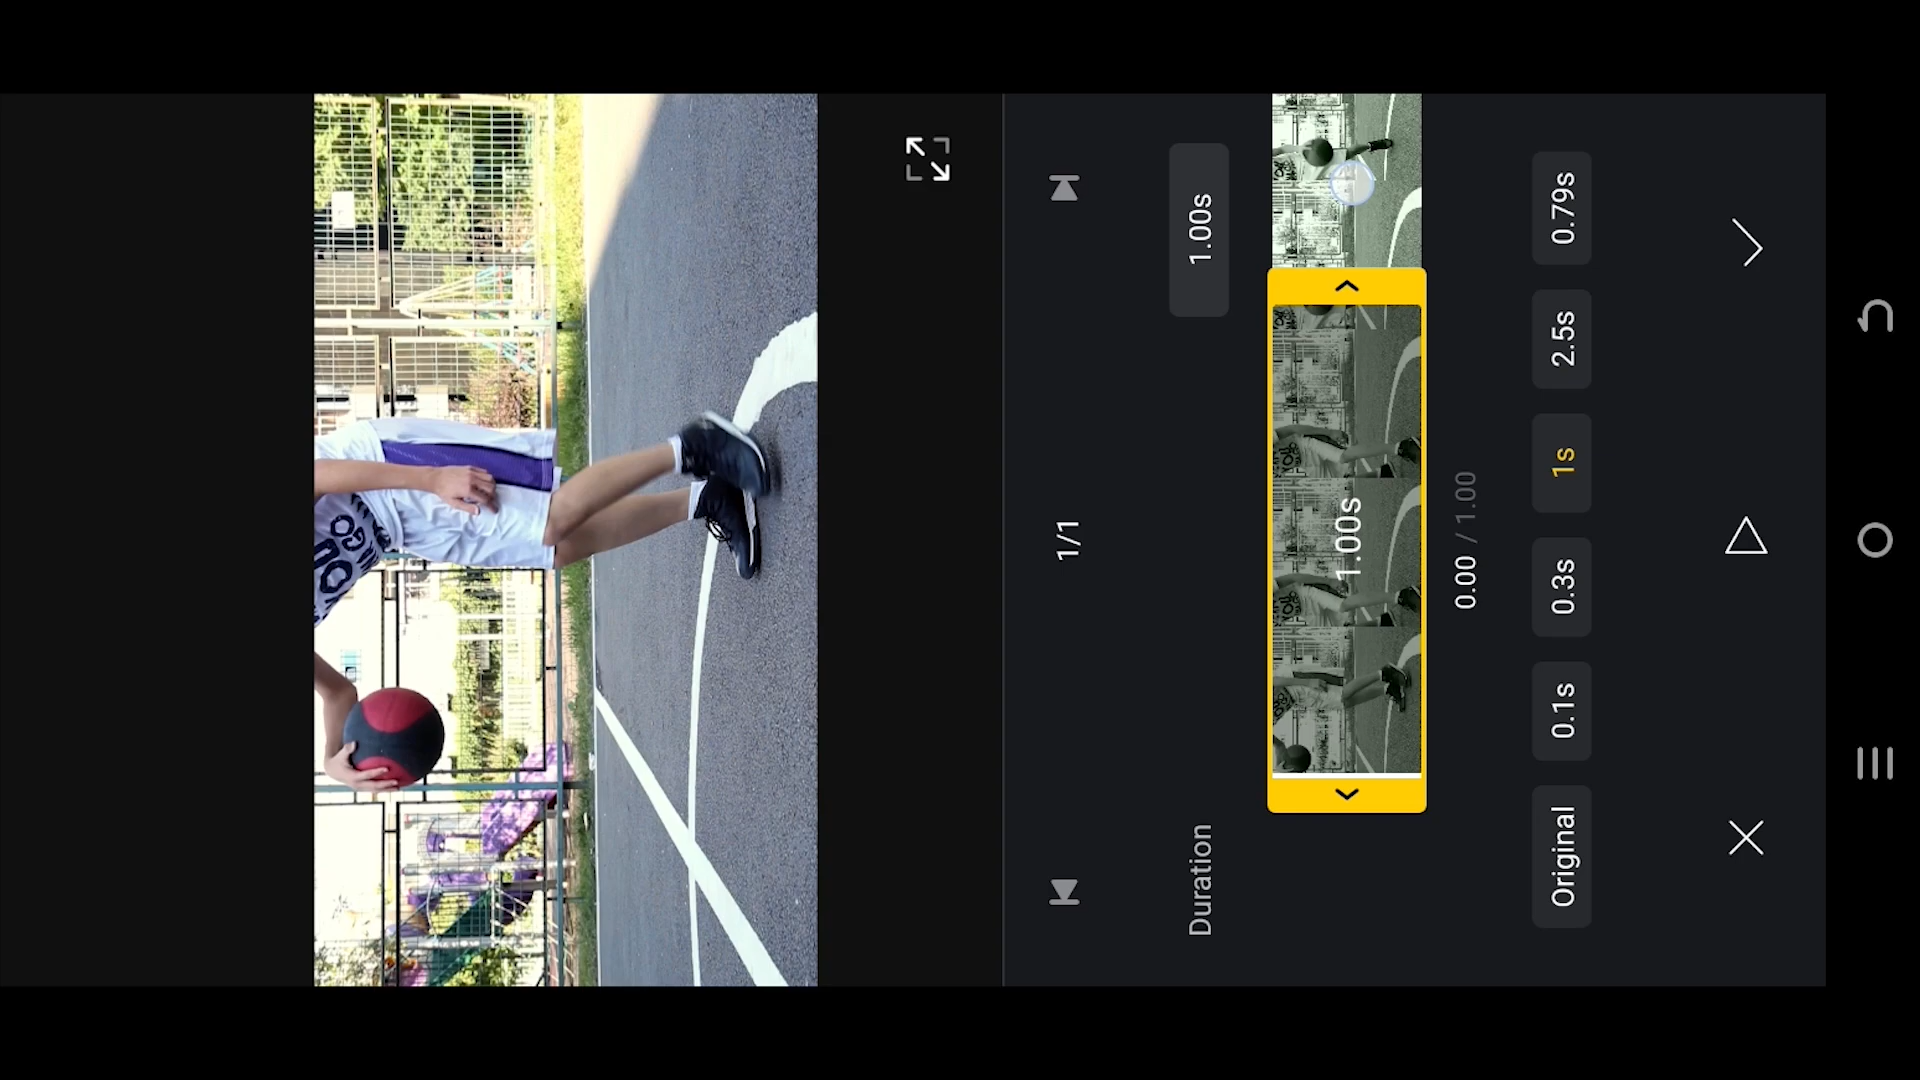 1/1
Duration
1.00s
1.00s
0.00 / 1.00
Original
0.1s
0.3s
1s
2.5s
0.79s